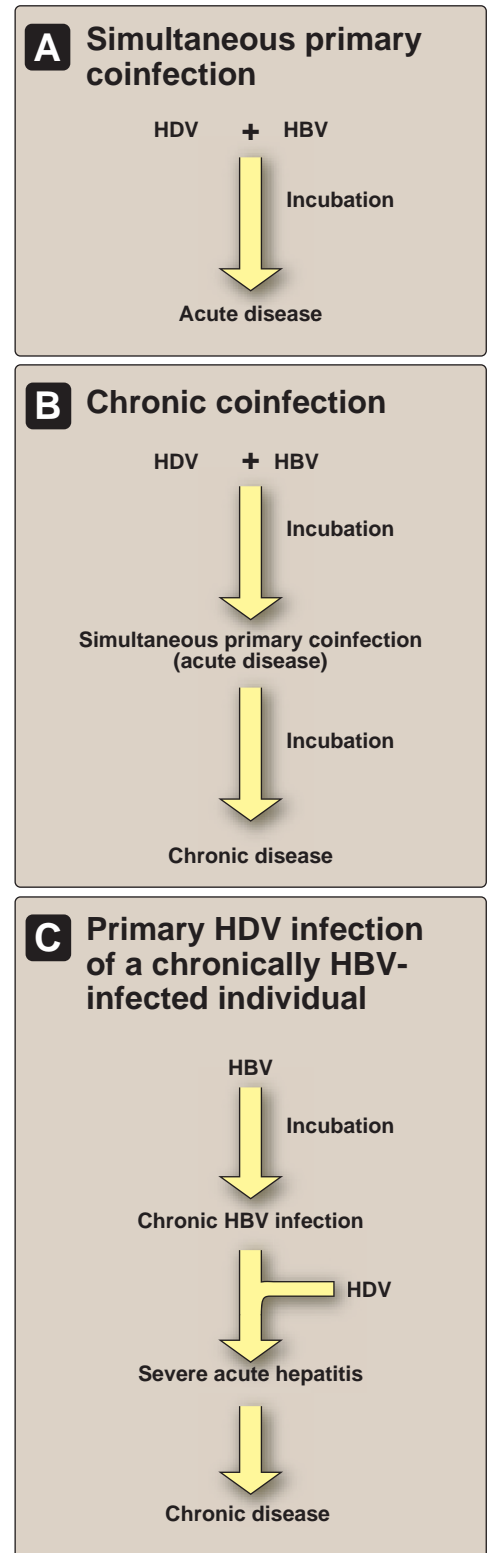 A Simultaneous primary
coinfection
HDV + HBV
Incubation
Acute disease
B Chronic coinfection
HDV + HBV
Incubation
Simultaneous primary coinfection
(acute disease)
Incubation
Chronic disease
C Primary HDV infection
of a chronically HBV-
infected individual
HBV
Incubation
Chronic HBV infection
HDV
Severe acute hepatitis
Chronic disease